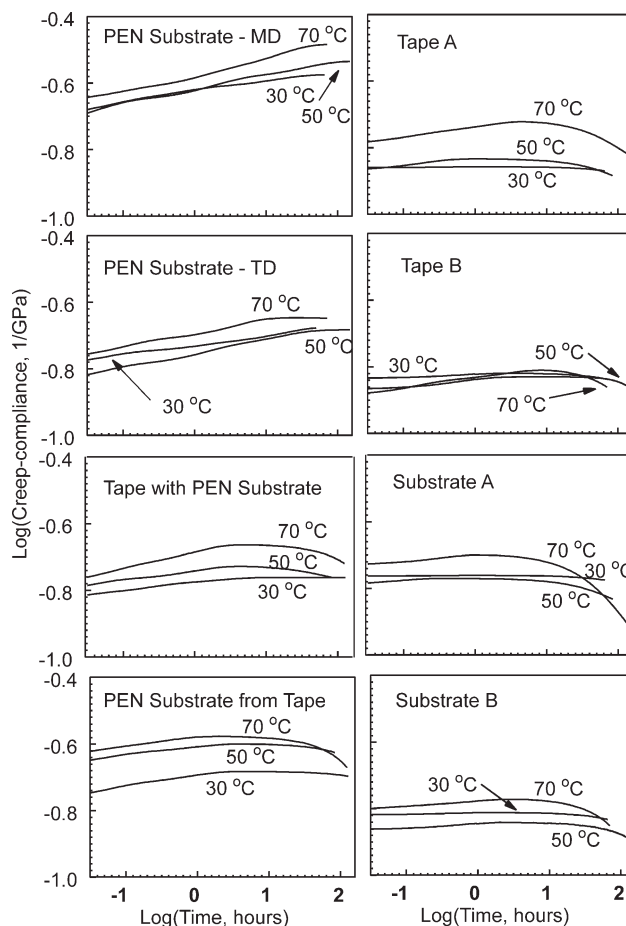 -0.4
PEN Substrate - MD
70 °C
-0.6
30 °C
50 °C
-0.8
-1.0
Tape A
70 °C
50 °C
30 °C
-0.4
PEN Substrate - TD
70 °C
-0.6
50 °C
-0.8
30 °C
-1.0
Tape B
30 °C
50 °C
70 °C
Log(Creep-compliance, 1/GPa)
-0.4
Tape with PEN Substrate
-0.6
70 °C
50 °C
-0.8
30 °C
-1.0
Substrate A
70 °C
30 °C
50 °C
-0.4
PEN Substrate from Tape
70 °C
-0.6
50 °C
30 °C
-0.8
-1.0
Substrate B
30 °C
70 °C
50 °C
-1 0 1 2
Log(Time, hours)
-1 0 1 2
Log(Time, hours)